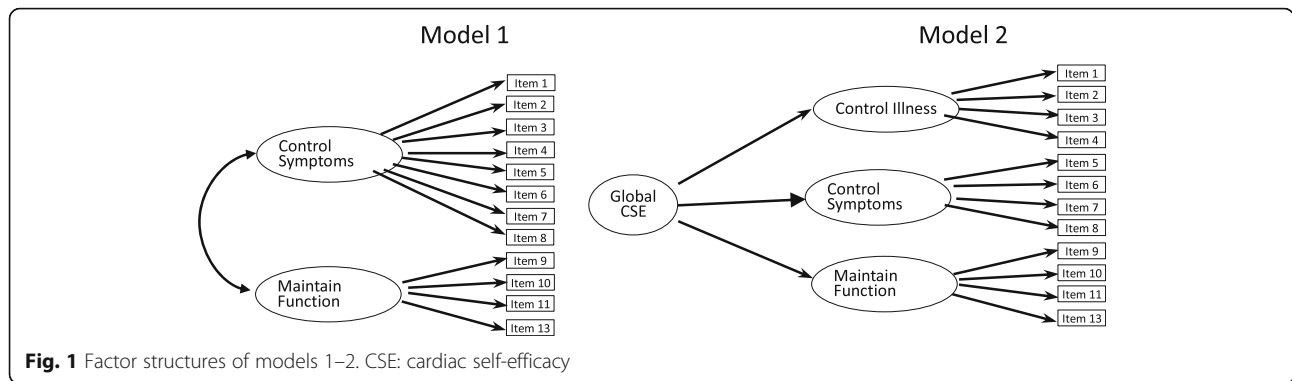 Model 1
Control
Symptoms
Item 1
Item 2
Item 3
Item 4
Item 5
Item 6
Item 7
Item 8
Maintain
Function
Item 9
Item 10
Item 11
Item 13
Model 2
Global
CSE
Control Illness
Item 1
Item 2
Item 3
Item 4
Control
Symptoms
Item 5
Item 6
Item 7
Item 8
Maintain
Function
Item 9
Item 10
Item 11
Item 13
Fig. 1 Factor structures of models 1–2. CSE: cardiac self-efficacy